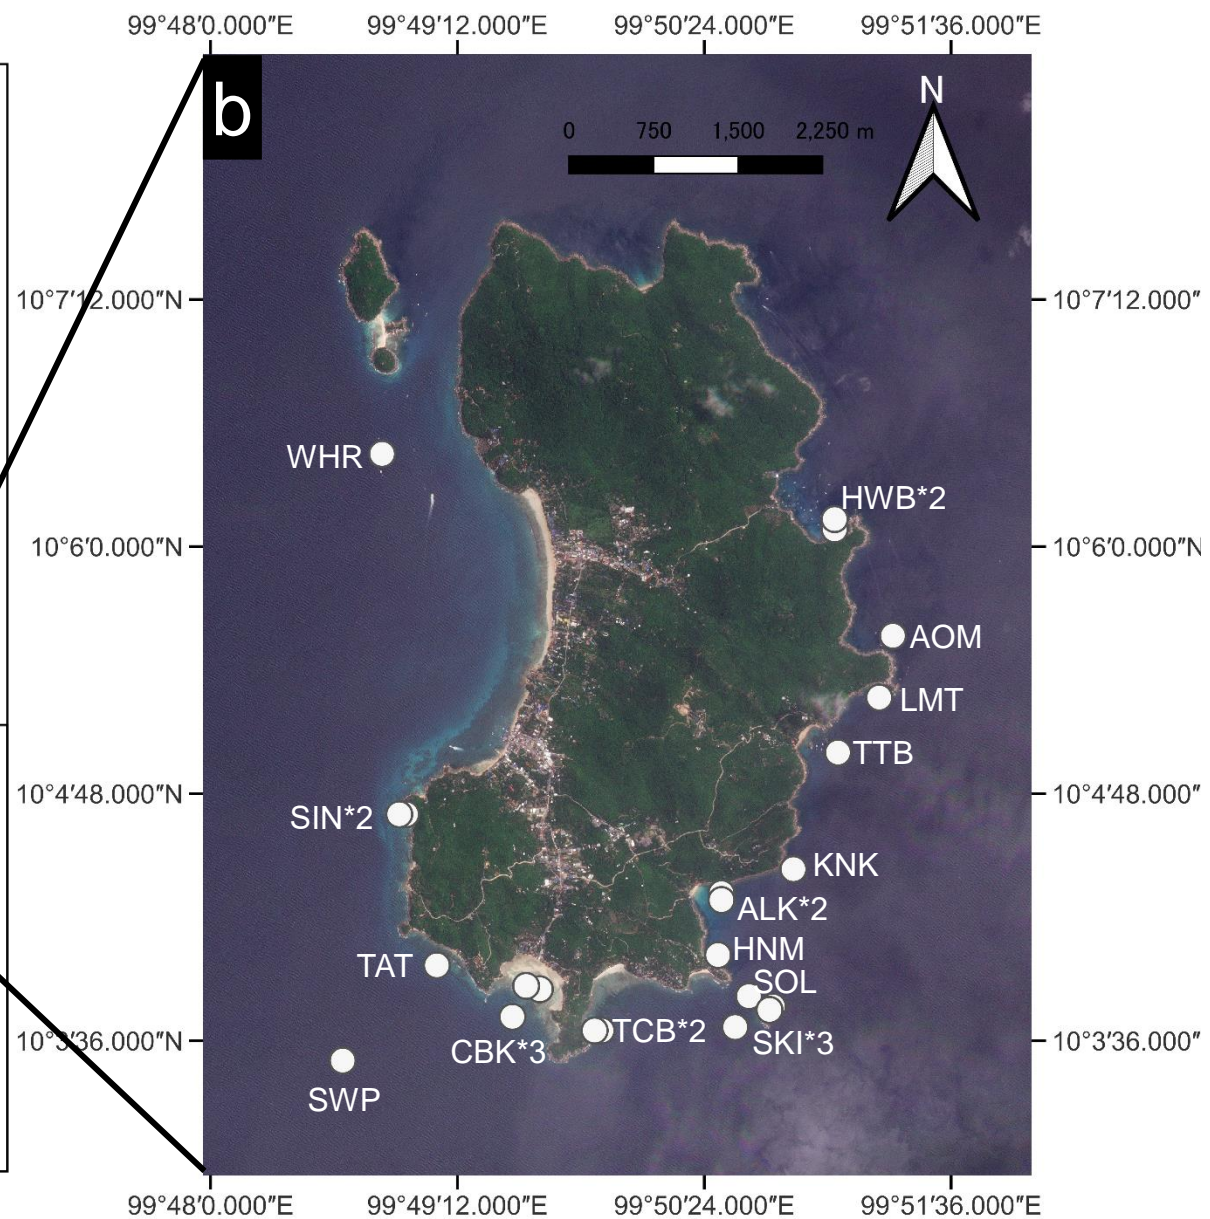 99°48′0.000″E 99°49′12.000″E 99°50′24.000″E 99°51′36.000″E
b
N
0 750 1,500 2,250 m
10°7′12.000″N 10°7′12.000″
WHR
HWB*2
10°6′0.000″N 10°6′0.000″N
AOM
LMT
TTB
10°4′48.000″N 10°4′48.000″
SIN*2
KNK
ALK*2
HNM
TAT
SOL
TCB*2
10°3′36.000″N 10°3′36.000″
SKI*3
CBK*3
SWP
99°48′0.000″E 99°49′12.000″E 99°50′24.000″E 99°51′36.000″E